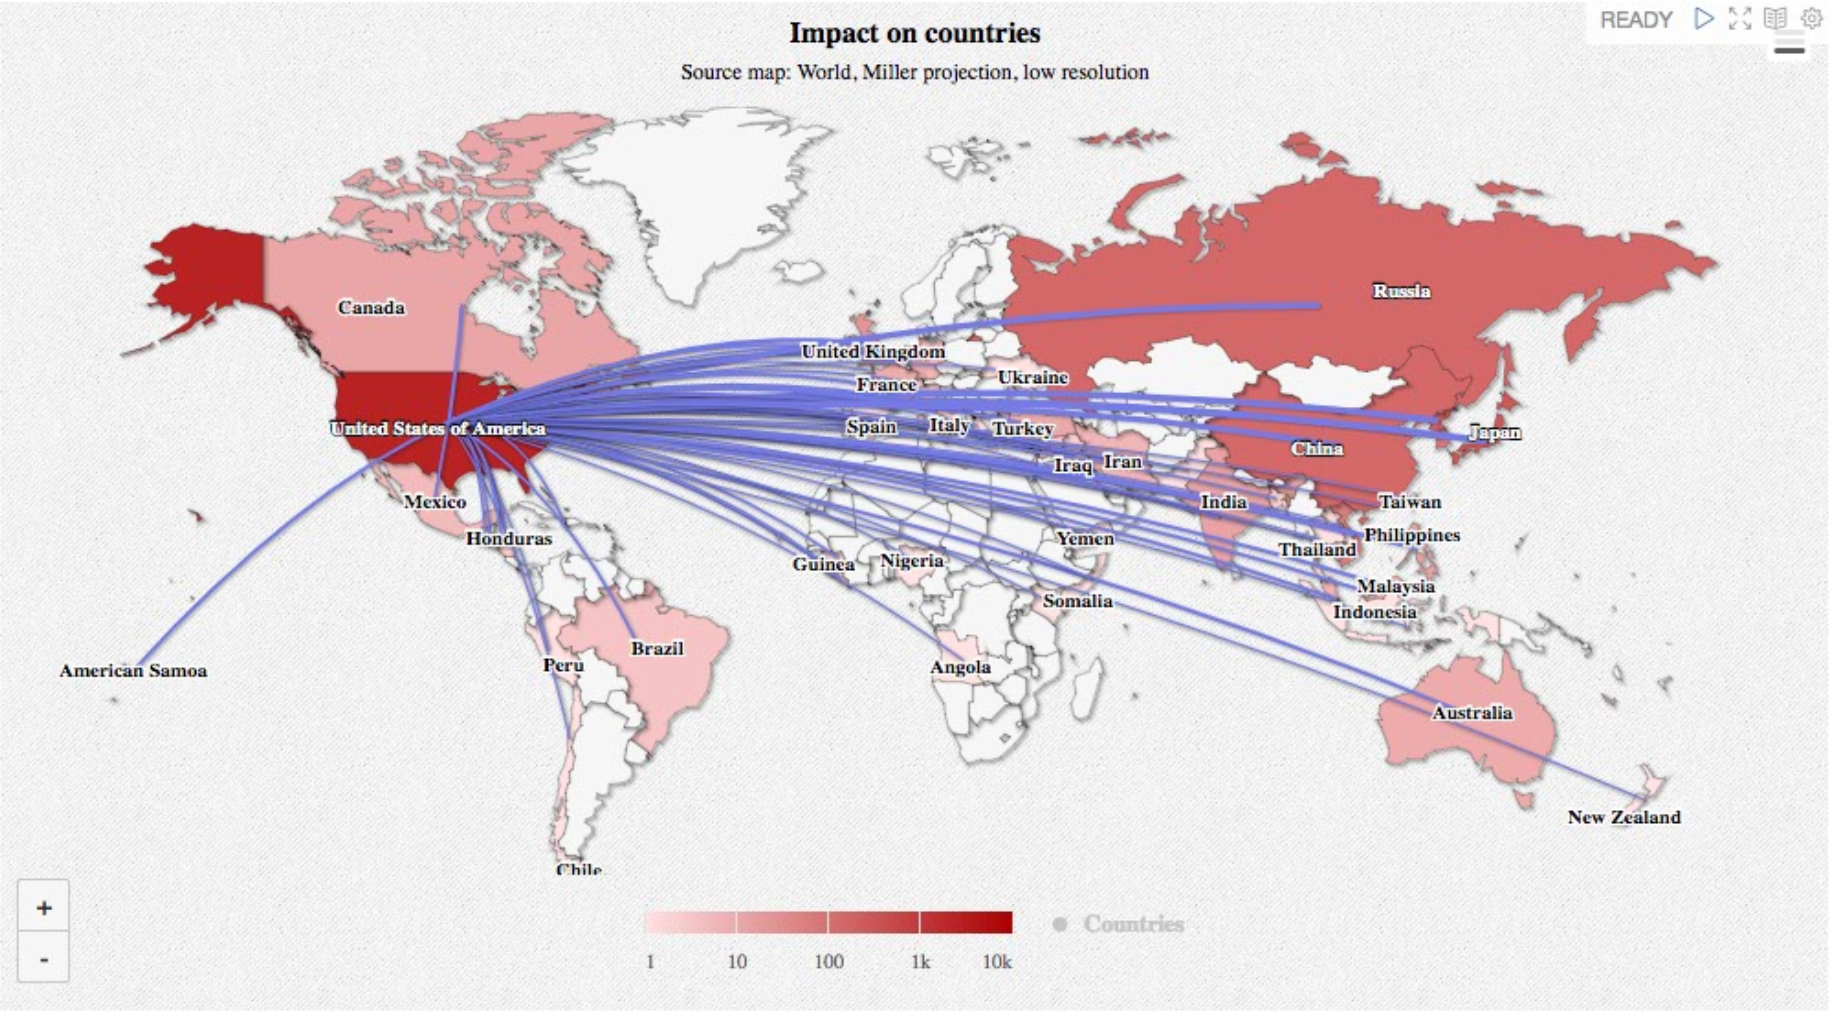 READY
Impact on countries
Source map: World, Miller projection, low resolution
Canada
Russia
United Kingdom
France
Ukraine
United States of America
Spain
Italy
Turkey
Japan
China
Iraq
Iran
Mexico
India
Taiwan
Honduras
Yemen
Philippines
Thailand
Guinea
Nigeria
Malaysia
Somalia
Indonesia
Brazil
American Samoa
Peru
Angola
Australia
New Zealand
Chile
+
-
Countries
1 10 100 1k 10k